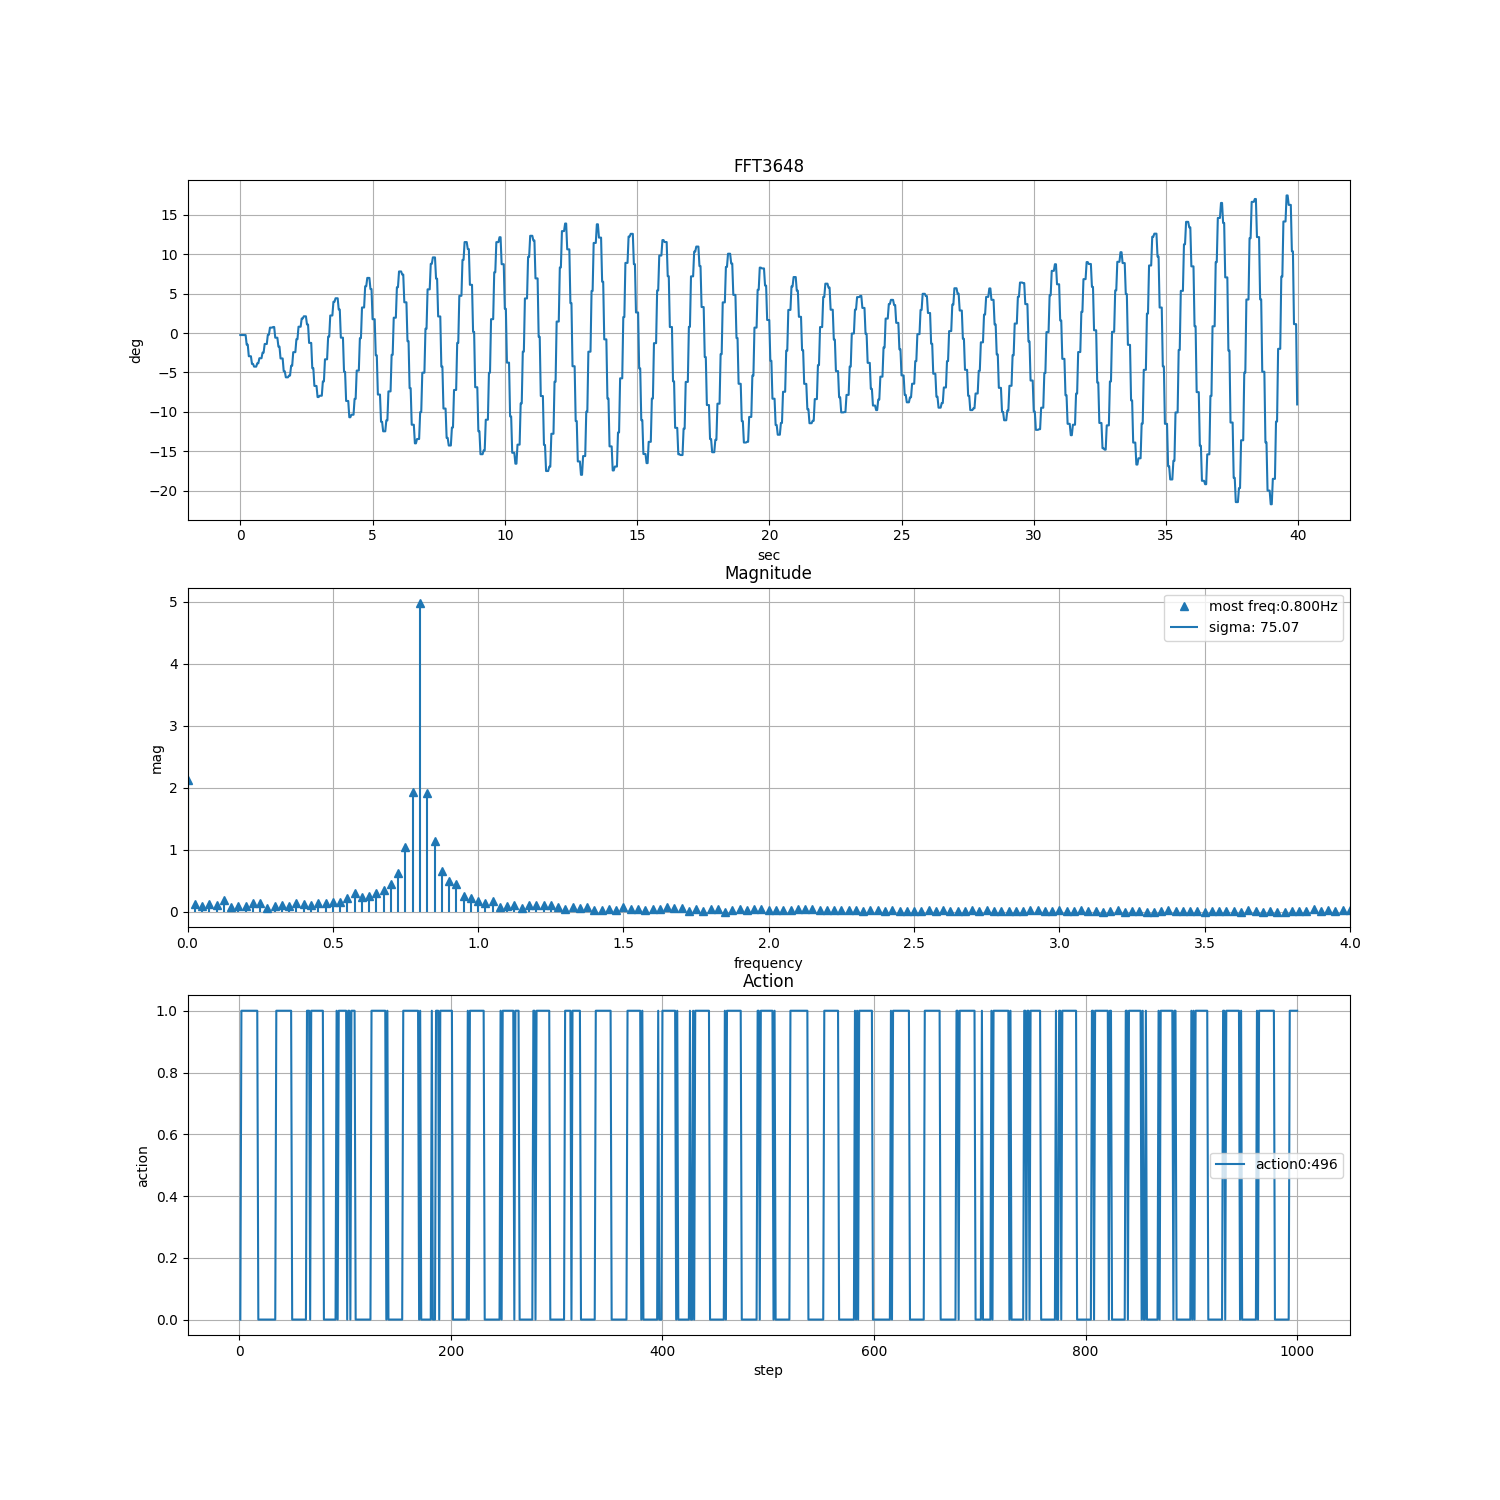 FFT3648
15
10
5
0
−5
−10
−15
−20
deg
0 5 10 15 20 25 30 35 40
sec
Magnitude
5
4
3
2
1
0
mag
most freq:0.800Hz
sigma: 75.07
0.0 0.5 1.0 1.5 2.0 2.5 3.0 3.5 4.0
frequency
Action
1.0
0.8
0.6
0.4
0.2
0.0
action
action0:496
0 200 400 600 800 1000
step